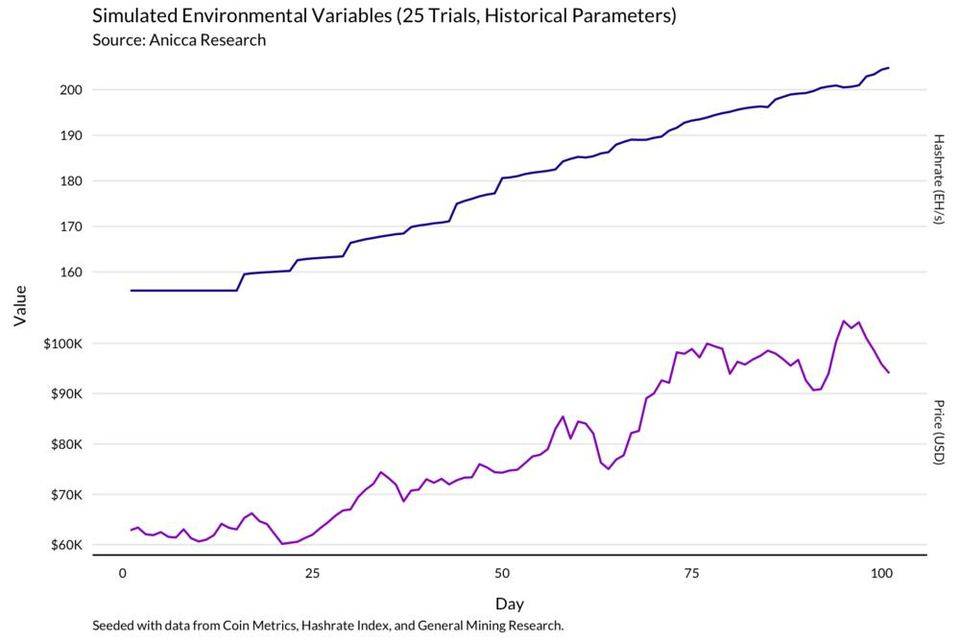 Simulated Environmental Variables (25 Trials, Historical Parameters)
Source: Anicca Research
200
190
180
170
160
Hashrate (EH/s)
Value
$100K
$90K
$80K
$70K
$60K
Price (USD)
0
25
50
75
100
Day
Seeded with data from Coin Metrics, Hashrate Index, and General Mining Research.